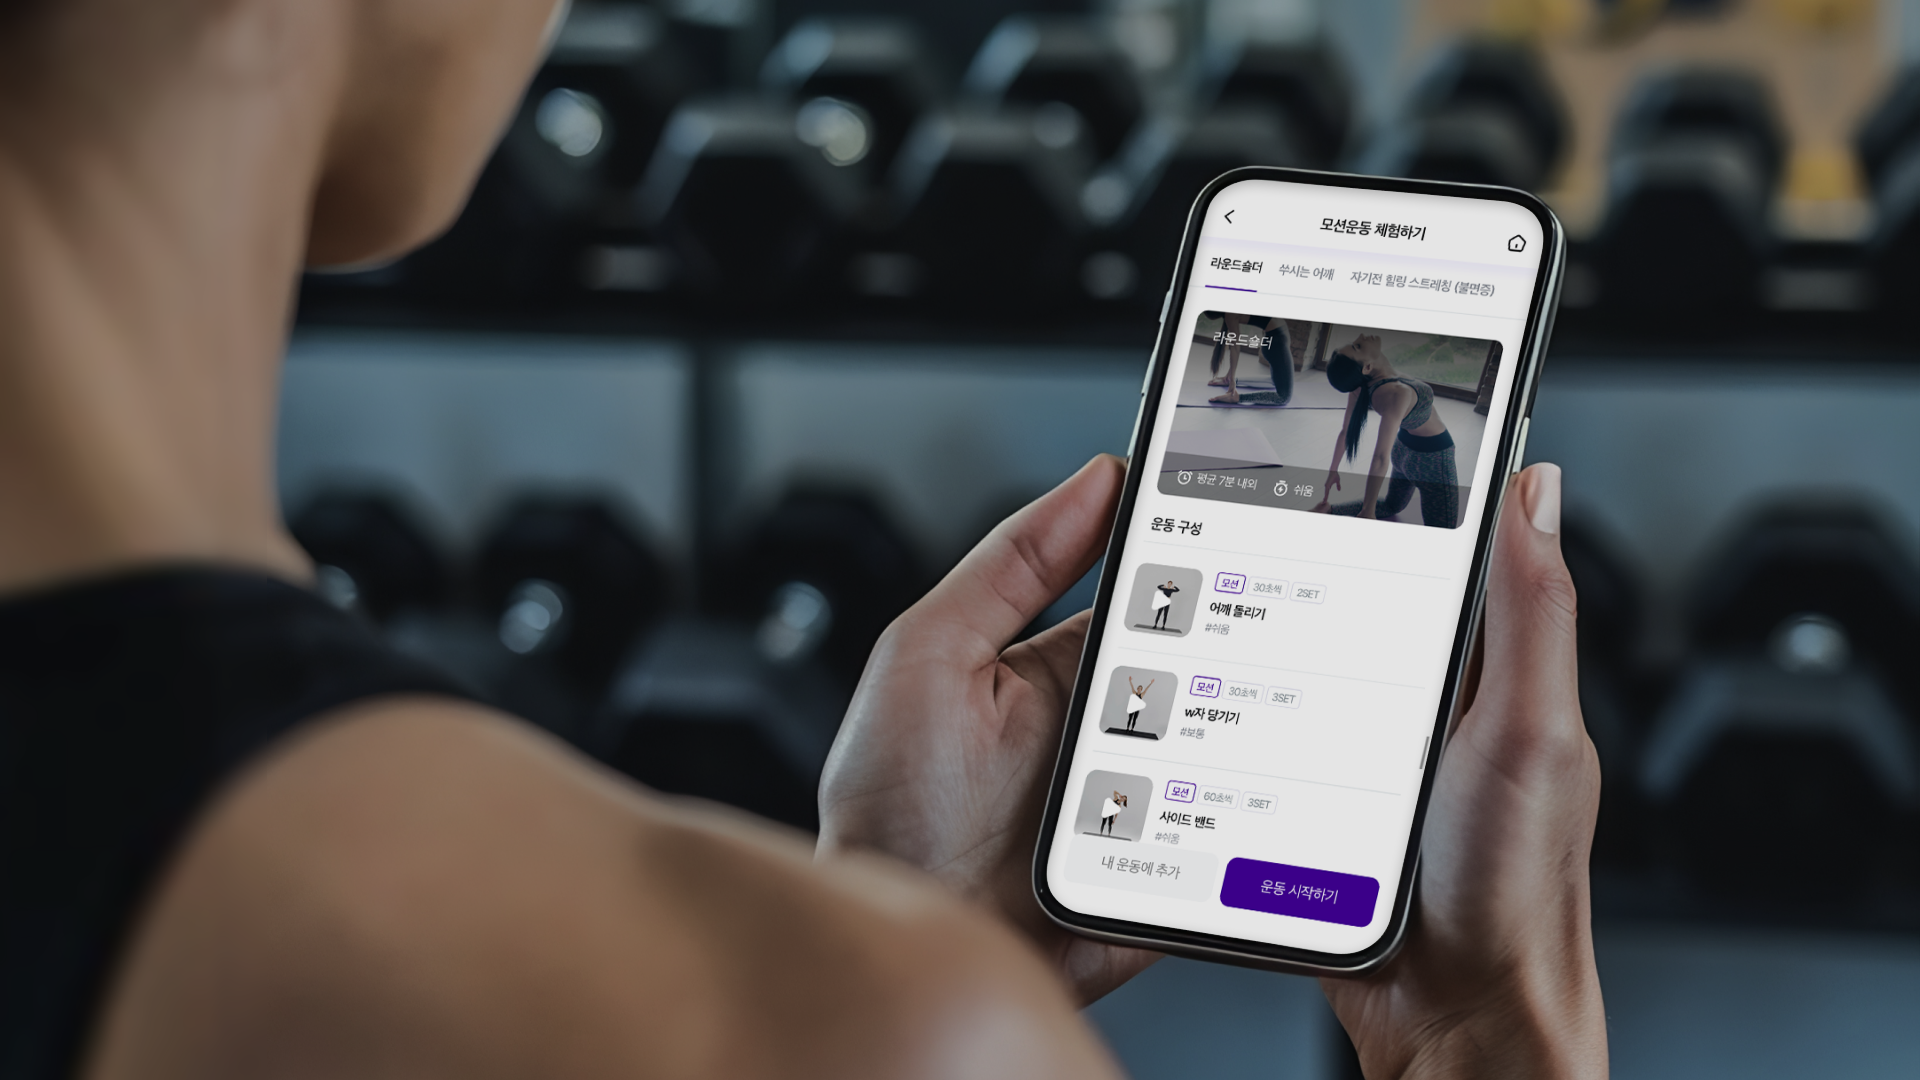 모션운동 체험하기
라운드숄더 쑤시는 어깨 자기전 힐링 스트레칭 (불면증)
라운드숄더
평균 7분 내외 쉬움
운동 구성
모션 30초씩 2SET
어깨 돌리기
#쉬움
모션 30초씩 3SET
w자 당기기
#보통
모션 60초씩 3SET
사이드 밴드
#쉬움
내 운동에 추가 운동 시작하기